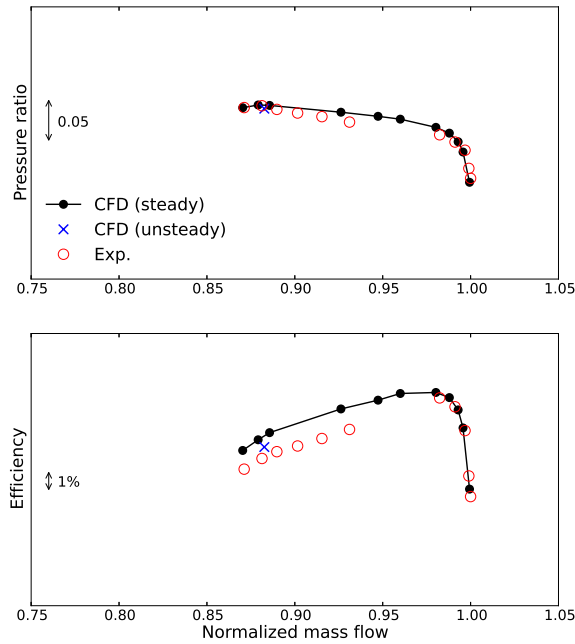 Pressure ratio
0.05
CFD (steady)
CFD (unsteady)
Exp.
0.75 0.80 0.85 0.90 0.95 1.00 1.05
Efficiency
1%
0.75 0.80 0.85 0.90 0.95 1.00 1.05
Normalized mass flow